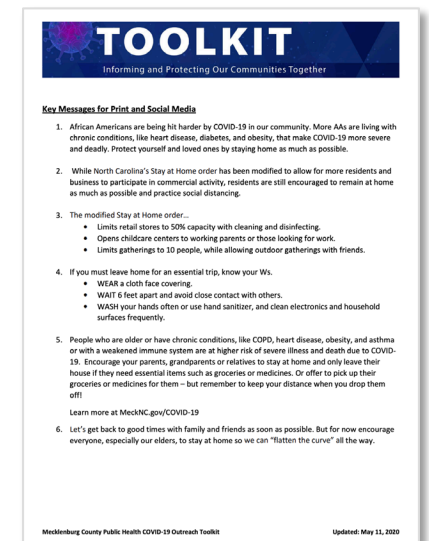 TOOLKIT
Informing and Protecting Our Communities Together
Key Messages for Print and Social Media
1. African Americans are being hit harder by COVID-19 in our community. More AAs are living with
chronic conditions, like heart disease, diabetes, and obesity, that make COVID-19 more severe
and deadly. Protect yourself and loved ones by staying home as much as possible.
2. While North Carolina's Stay at Home order has been modified to allow for more residents and
business to participate in commercial activity, residents are still encouraged to remain at home
as much as possible and practice social distancing.
3. The modified Stay at Home order…
• Limits retail stores to 50% capacity with cleaning and disinfecting.
• Opens childcare centers to working parents or those looking for work.
• Limits gatherings to 10 people, while allowing outdoor gatherings with friends.
4. If you must leave home for an essential trip, know your Ws.
• WEAR a cloth face covering.
• WAIT 6 feet apart and avoid close contact with others.
• WASH your hands often or use hand sanitizer, and clean electronics and household
surfaces frequently.
5. People who are older or have chronic conditions, like COPD, heart disease, obesity, and asthma
or with a weakened immune system are at higher risk of severe illness and death due to COVID-
19. Encourage your parents, grandparents or relatives to stay at home and only leave their
house if they need essential items such as groceries or medicines. Or offer to pick up their
groceries or medicines for them – but remember to keep your distance when you drop them
off!
Learn more at MeckNC.gov/COVID-19
6. Let's get back to good times with family and friends as soon as possible. But for now encourage
everyone, especially our elders, to stay at home so we can "flatten the curve" all the way.
Mecklenburg County Public Health COVID-19 Outreach Toolkit Updated: May 11, 2020